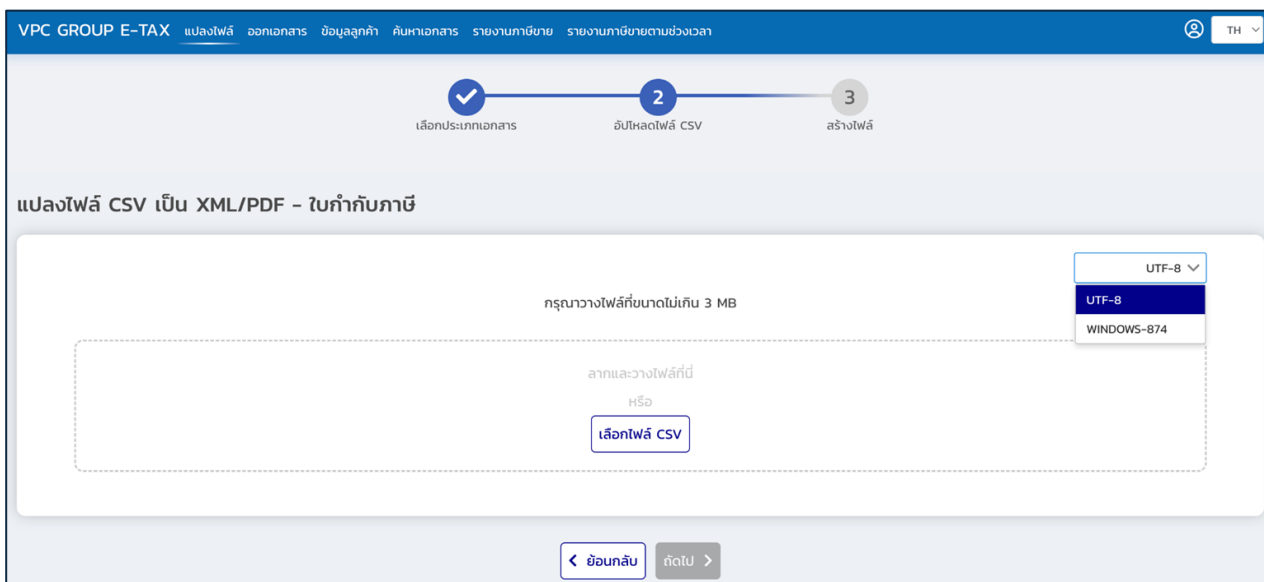 VPC GROUP E-TAX แปลงไฟล์ ออกเอกสาร ข้อมูลลูกค้า ค้นหาเอกสาร รายงานภาษีขาย รายงานภาษีขายตามช่วงเวลา TH
2 3
เลือกประเภทเอกสาร อัปโหลดไฟล์ CSV สร้างไฟล์
แปลงไฟล์ CSV เป็น XML/PDF - ใบกำกับภาษี
UTF-8
กรุณาวางไฟล์ที่ขนาดไม่เกิน 3 MB
UTF-8
WINDOWS-874
ลากและวางไฟล์ที่นี่
หรือ
เลือกไฟล์ CSV
ย้อนกลับ ถัดไป